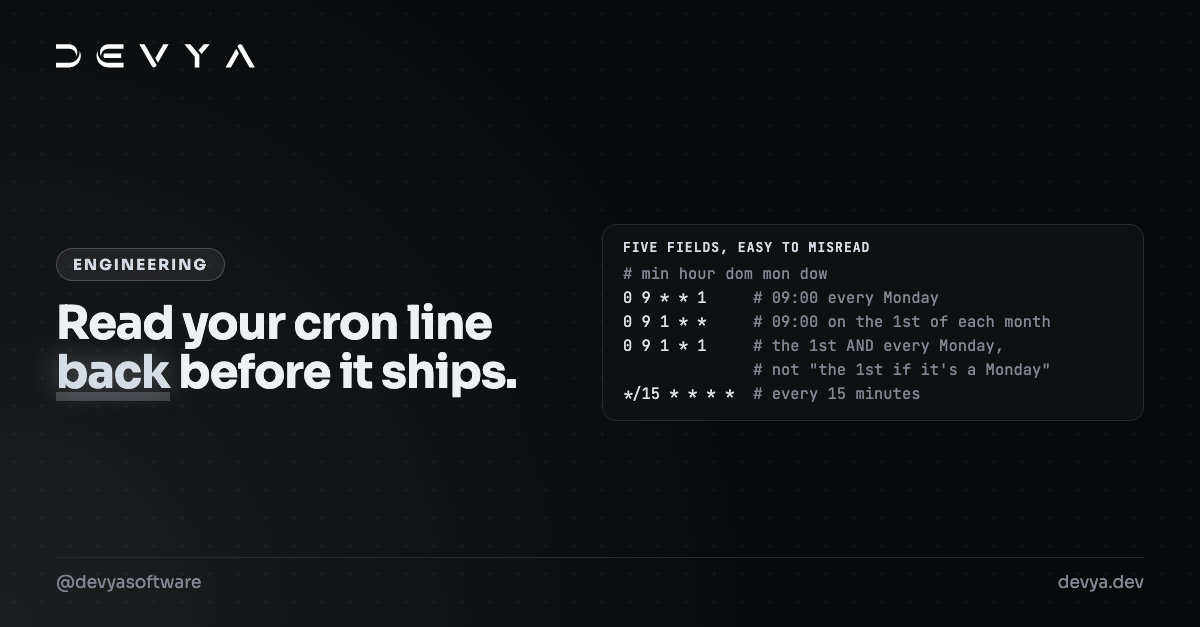 DEVYA
ENGINEERING
Read your cron line
back before it ships.
FIVE FIELDS, EASY TO MISREAD
# min hour dom mon dow
0 9 * * 1     # 09:00 every Monday
0 9 1 * *     # 09:00 on the 1st of each month
0 9 1 * 1     # the 1st AND every Monday,
# not "the 1st if it's a Monday"
*/15 * * * *  # every 15 minutes
@devyasoftware
devya.dev